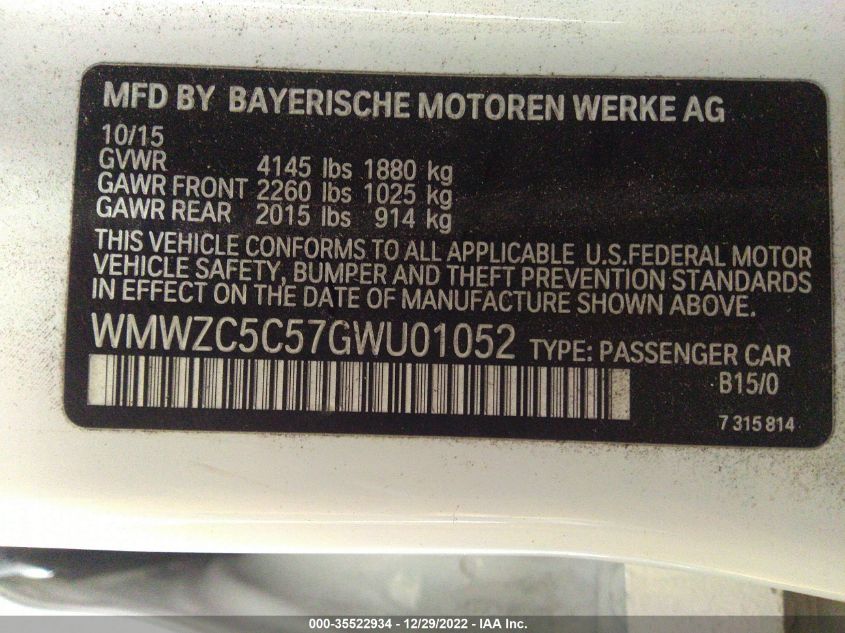 MFD BY BAYERISCHE MOTOREN WERKE AG
10/15
GVWR 4145 lbs 1880 kg
GAWR FRONT 2260 lbs 1025 kg
GAWR REAR 2015 lbs 914 kg
THIS VEHICLE CONFORMS TO ALL APPLICABLE U.S.FEDERAL MOTOR
VEHICLE SAFETY, BUMPER AND THEFT PREVENTION STANDARDS
IN EFFECT ON THE DATE OF MANUFACTURE SHOWN ABOVE.
WMWZC5C57GWU01052 TYPE: PASSENGER CAR
B15/0
7 315 814
000-35522934 - 12/29/2022 - IAA Inc.